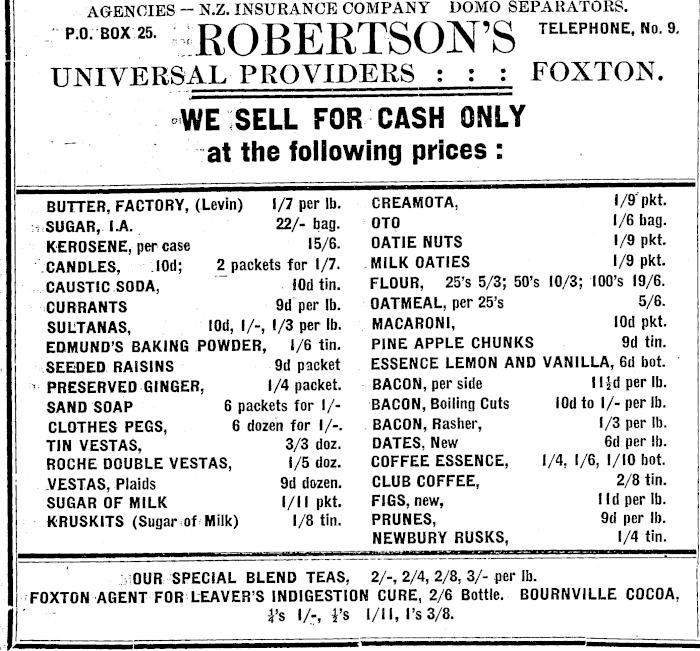 AGENCIES — N.Z. INSURANCE COMPANY DOMO SEPARATORS.
P.O. BOX 25. ROBERTSON'S TELEPHONE, No. 9.
UNIVERSAL PROVIDERS : : : FOXTON.
WE SELL FOR CASH ONLY
at the following prices :
BUTTER, FACTORY, (Levin) 1/7 per lb.
SUGAR, I.A. 22/- bag.
KEROSENE, per case 15/6.
CANDLES, 10d; 2 packets for 1/7.
CAUSTIC SODA, 10d tin.
CURRANTS 9d per lb.
SULTANAS, 10d, 1/-, 1/3 per lb.
EDMUND'S BAKING POWDER, 1/6 tin.
SEEDED RAISINS 9d packet
PRESERVED GINGER, 1/4 packet.
SAND SOAP 6 packets for 1/-
CLOTHES PEGS, 6 dozen for 1/-.
TIN VESTAS, 3/3 doz.
ROCHE DOUBLE VESTAS, 1/5 doz.
VESTAS, Plaids 9d dozen.
SUGAR OF MILK 1/11 pkt.
KRUSKITS (Sugar of Milk) 1/8 tin.
CREAMOTA, 1/9 pkt.
OTO 1/6 bag.
OATIE NUTS 1/9 pkt.
MILK OATIES 1/9 pkt.
FLOUR, 25's 5/3; 50's 10/3; 100's 19/6.
OATMEAL, per 25's 5/6.
MACARONI, 10d pkt.
PINE APPLE CHUNKS 9d tin.
ESSENCE LEMON AND VANILLA, 6d bot.
BACON, per side 11½d per lb.
BACON, Boiling Cuts 10d to 1/- per lb.
BACON, Rasher, 1/3 per lb.
DATES, New 6d per lb.
COFFEE ESSENCE, 1/4, 1/6, 1/10 bot.
CLUB COFFEE, 2/8 tin.
FIGS, new, 11d per lb.
PRUNES, 9d per lb.
NEWBURY RUSKS, 1/4 tin.
OUR SPECIAL BLEND TEAS, 2/-, 2/4, 2/8, 3/- per lb.
FOXTON AGENT FOR LEAVER'S INDIGESTION CURE, 2/6 Bottle. BOURNVILLE COCOA,
¼'s 1/-, ½'s 1/11, 1's 3/8.